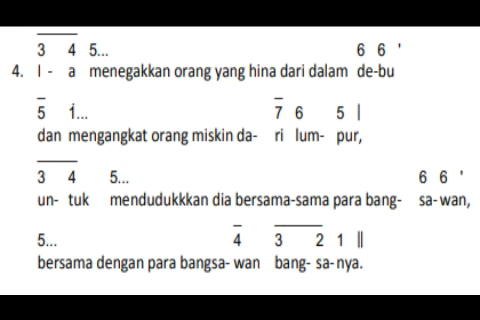 3 4 5... 6 6 '
4. I - a menegakkan orang yang hina dari dalam de-bu
5 1... 7 6 5 |
dan mengangkat orang miskin da- ri lum- pur,
3 4 5... 6 6 '
un- tuk mendudukkkan dia bersama-sama para bang- sa- wan,
5... 4 3 2 1 ||
bersama dengan para bangsa- wan bang- sa- nya.